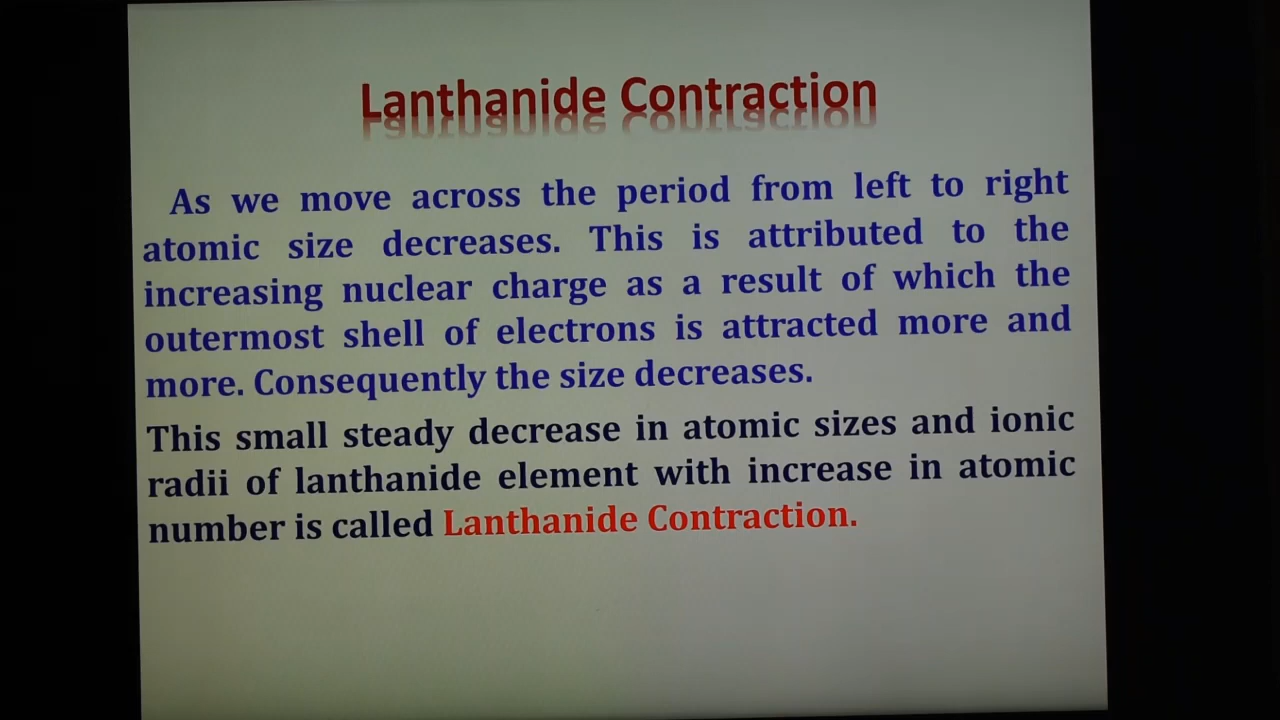 Lanthanide Contraction
As we move across the period from left to right
atomic size decreases. This is attributed to the
increasing nuclear charge as a result of which the
outermost shell of electrons is attracted more and
more. Consequently the size decreases.
This small steady decrease in atomic sizes and ionic
radii of lanthanide element with increase in atomic
number is called Lanthanide Contraction.